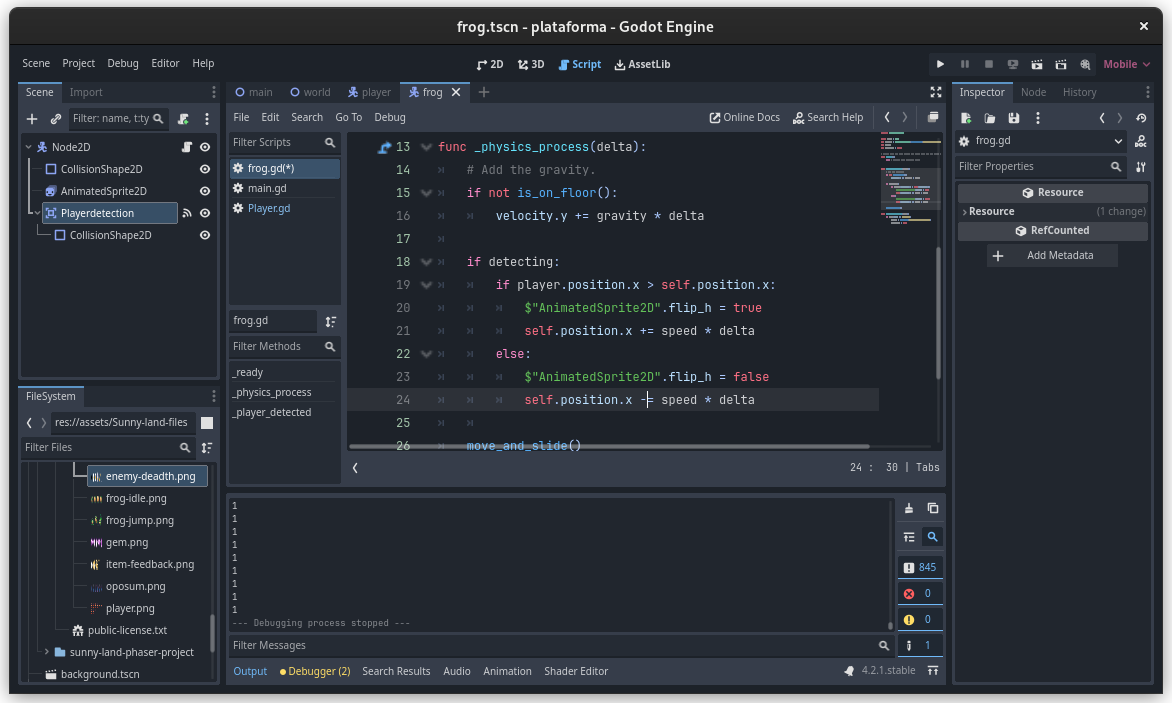 frog.tscn - plataforma - Godot Engine
Scene Project Debug Editor Help
2D 3D Script AssetLib
Mobile
Scene Import
Filter: name, t:ty
Node2D
CollisionShape2D
AnimatedSprite2D
Playerdetection
CollisionShape2D
FileSystem
res://assets/Sunny-land-files
Filter Files
enemy-deadth.png
frog-idle.png
frog-jump.png
gem.png
item-feedback.png
oposum.png
player.png
public-license.txt
sunny-land-phaser-project
background.tscn
main world player frog
File Edit Search Go To Debug
Online Docs Search Help
Filter Scripts
frog.gd(*)
main.gd
Player.gd
frog.gd
Filter Methods
_ready
_physics_process
_player_detected
13 func _physics_process(delta):
14 # Add the gravity.
15 if not is_on_floor():
16 velocity.y += gravity * delta
17
18 if detecting:
19 if player.position.x > self.position.x:
20 $"AnimatedSprite2D".flip_h = true
21 self.position.x += speed * delta
22 else:
23 $"AnimatedSprite2D".flip_h = false
24 self.position.x -= speed * delta
25
26 move_and_slide()
24 : 30 | Tabs
1
1
1
1
1
1
1
1
1
--- Debugging process stopped ---
Filter Messages
845
0
0
1
Output Debugger (2) Search Results Audio Animation Shader Editor
4.2.1.stable
Inspector Node History
frog.gd
Filter Properties
Resource
Resource (1 change)
RefCounted
Add Metadata